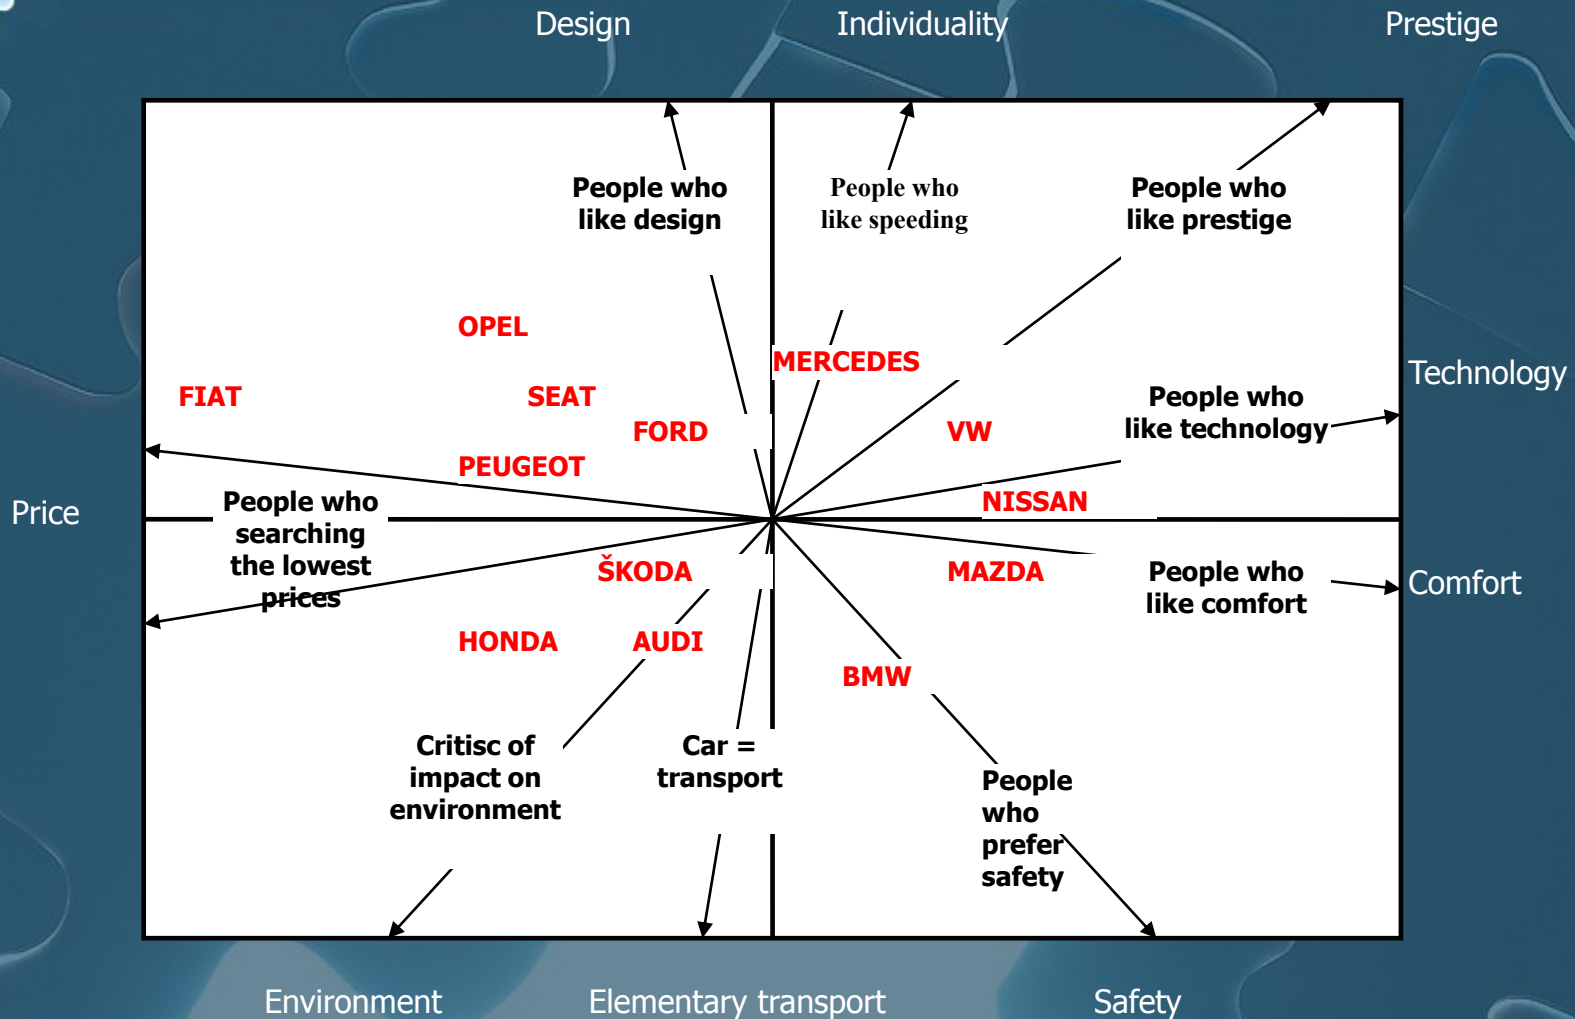 Design
Individuality
Prestige
People who
like design
People who
like speeding
People who
like prestige
OPEL
MERCEDES
Technology
FIAT
SEAT
People who
like technology
FORD
VW
PEUGEOT
NISSAN
Price
People who
searching
the lowest
prices
ŠKODA
MAZDA
People who
like comfort
Comfort
HONDA
AUDI
BMW
Critisc of
impact on
environment
Car =
transport
People
who
prefer
safety
Environment
Elementary transport
Safety